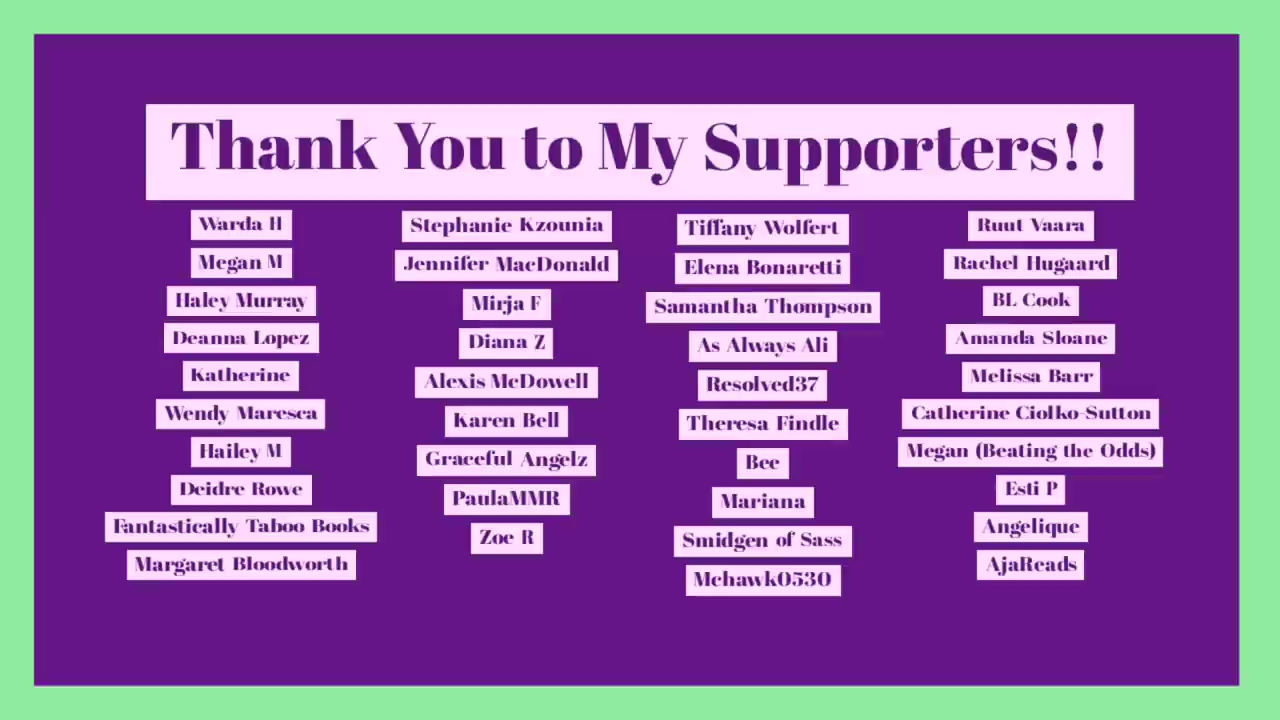 Thank You to My Supporters!!
Warda H
Megan M
Haley Murray
Deanna Lopez
Katherine
Wendy Maresca
Hailey M
Deidre Rowe
Fantastically Taboo Books
Margaret Bloodworth
Stephanie Kzounia
Jennifer MacDonald
Mirja F
Diana Z
Alexis McDowell
Karen Bell
Graceful Angelz
PaulaMMR
Zoe R
Tiffany Wolfert
Elena Bonaretti
Samantha Thompson
As Always Ali
Resolved37
Theresa Findle
Bee
Mariana
Smidgen of Sass
Mchawk0530
Ruut Vaara
Rachel Hugaard
BL Cook
Amanda Sloane
Melissa Barr
Catherine Ciolko-Sutton
Megan (Beating the Odds)
Esti P
Angelique
AjaReads